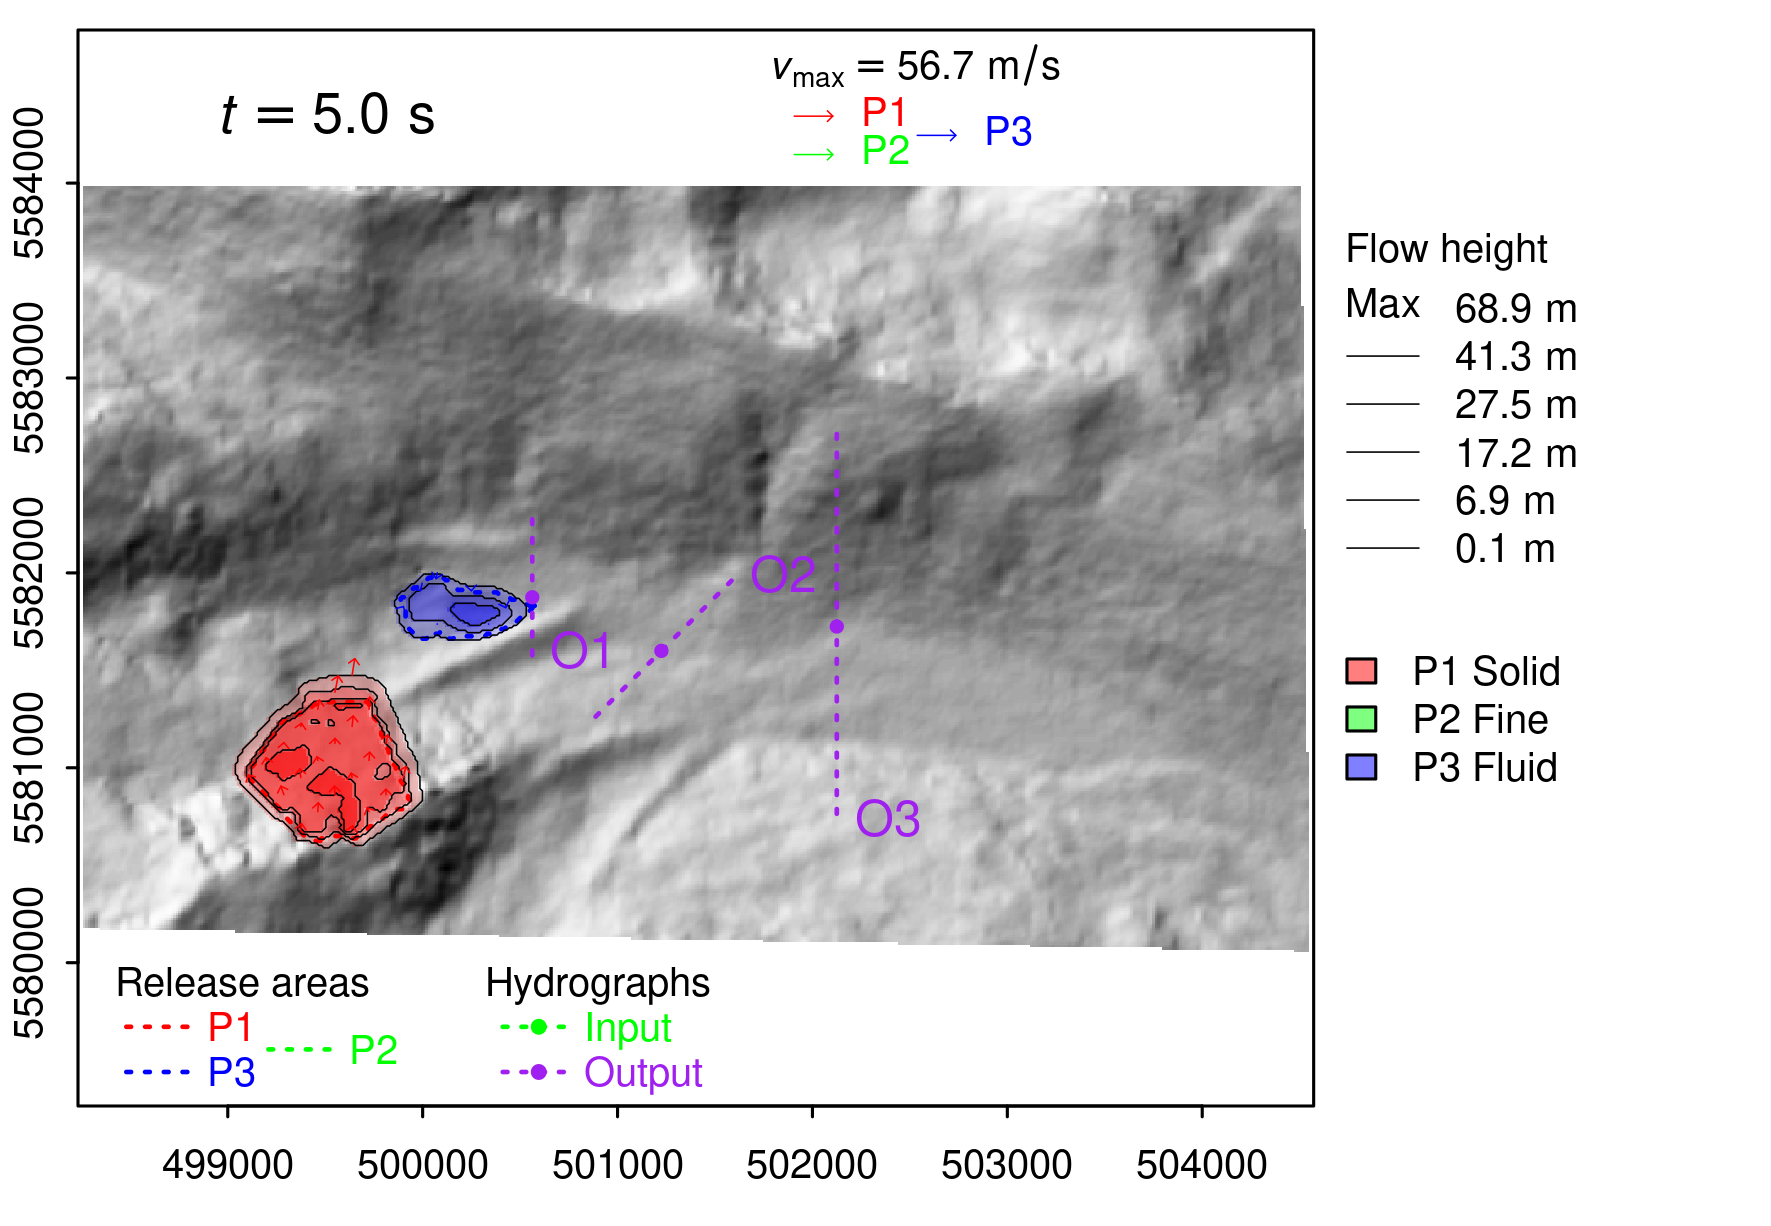 t = 5.0 s
vmax = 56.7 m/s
P1
P2
P3
5584000
5583000
5582000
5581000
5580000
O1
O2
O3
Flow height
Max 68.9 m
41.3 m
27.5 m
17.2 m
6.9 m
0.1 m
P1 Solid
P2 Fine
P3 Fluid
Release areas
P1
P2
P3
Hydrographs
Input
Output
499000 500000 501000 502000 503000 504000